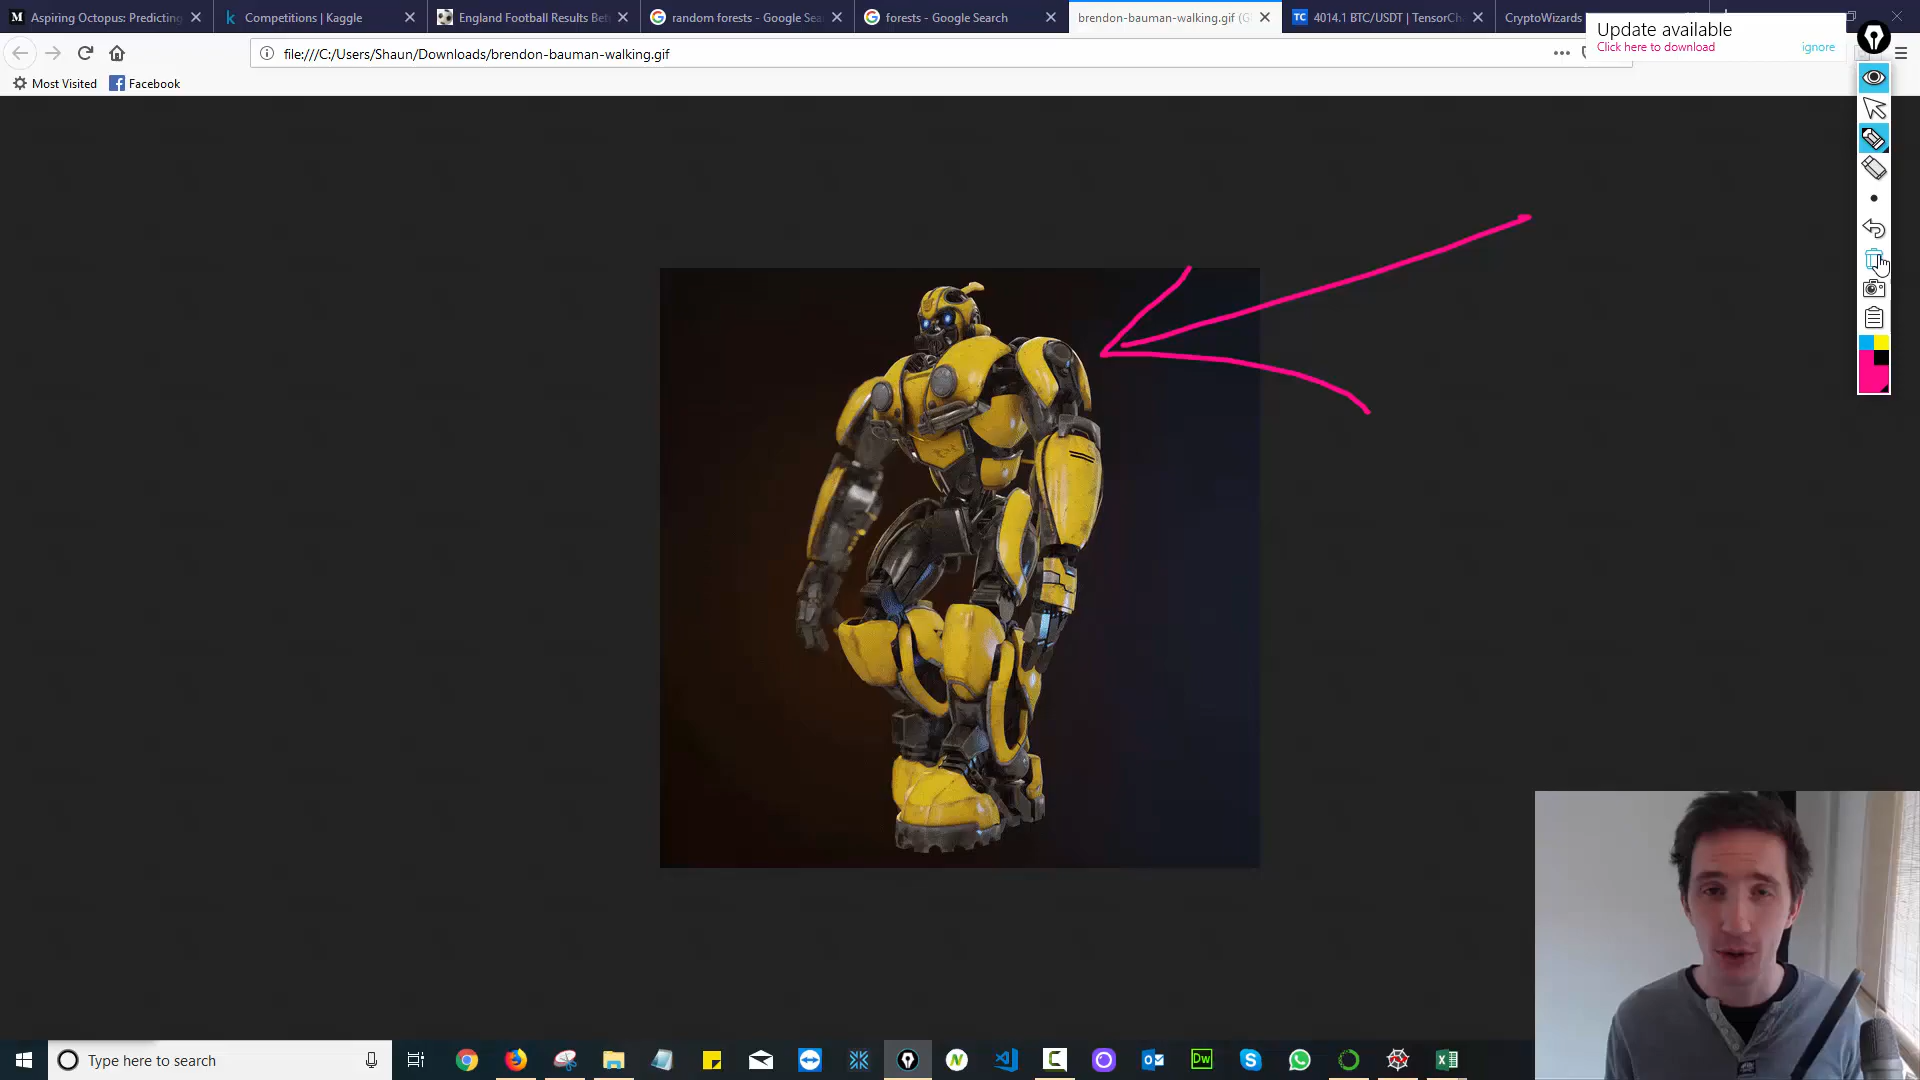 Aspiring Octopus: Predicting
Competitions | Kaggle
England Football Results Bet
random forests - Google Sea
forests - Google Search
brendon-bauman-walking.gif (G
4014.1 BTC/USDT | TensorCh
CryptoWizards
Update available
Click here to download
ignore
file:///C:/Users/Shaun/Downloads/brendon-bauman-walking.gif
Most Visited
Facebook
Type here to search